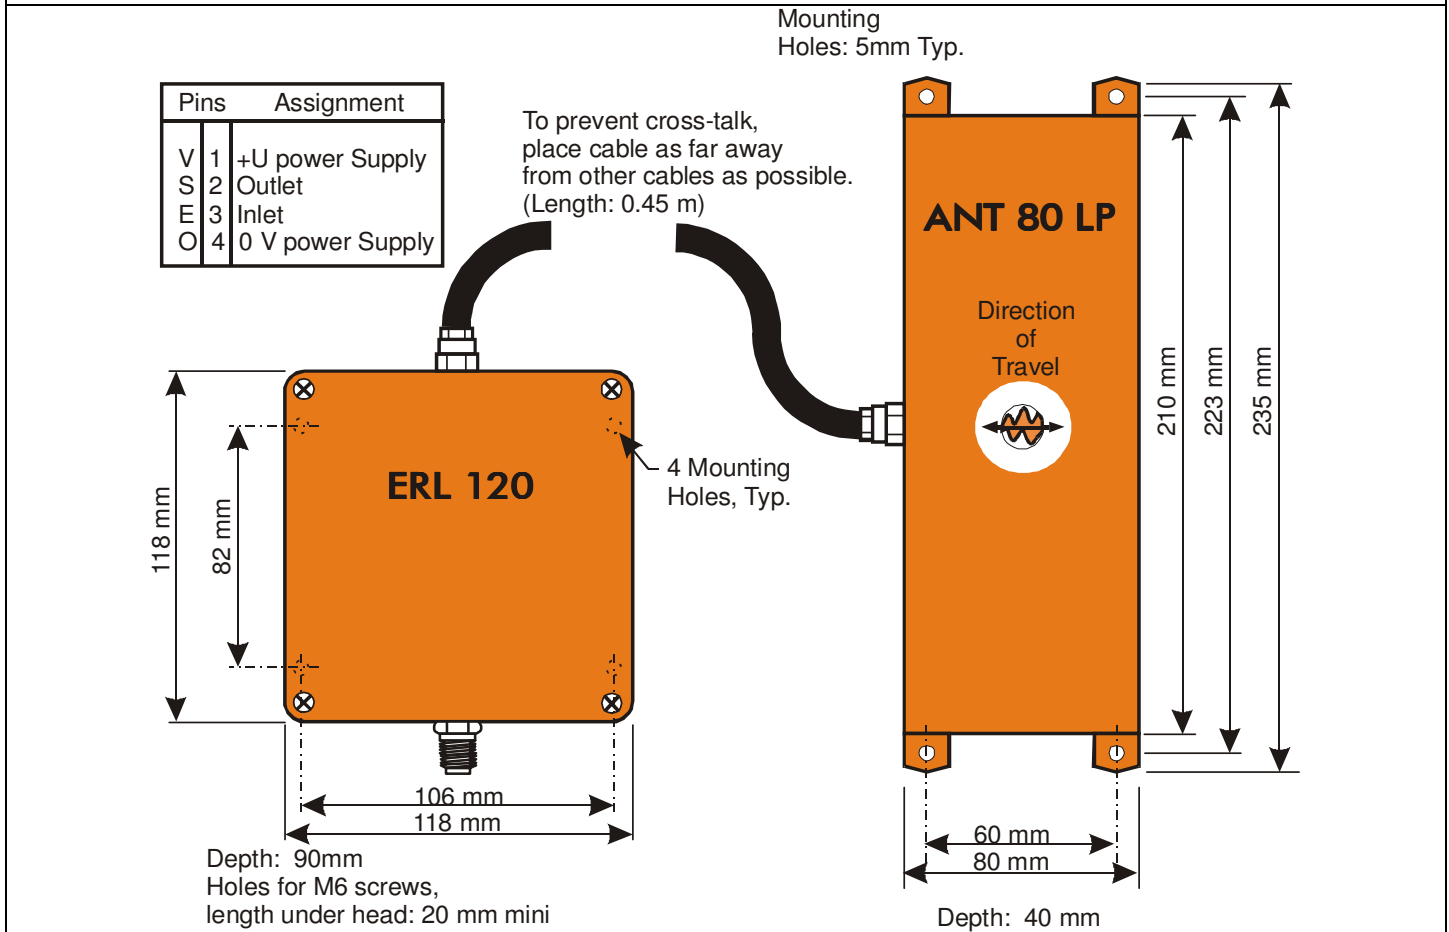 Mounting
Holes: 5mm Typ.
Pins Assignment
V 1 +U power Supply
S 2 Outlet
E 3 Inlet
O 4 0 V power Supply
To prevent cross-talk,
place cable as far away
from other cables as possible.
(Length: 0.45 m)
ANT 80 LP
Direction
of
Travel
210 mm
223 mm
235 mm
ERL 120
4 Mounting
Holes, Typ.
118 mm
82 mm
106 mm
118 mm
60 mm
80 mm
Depth: 90mm
Holes for M6 screws,
length under head: 20 mm mini
Depth: 40 mm